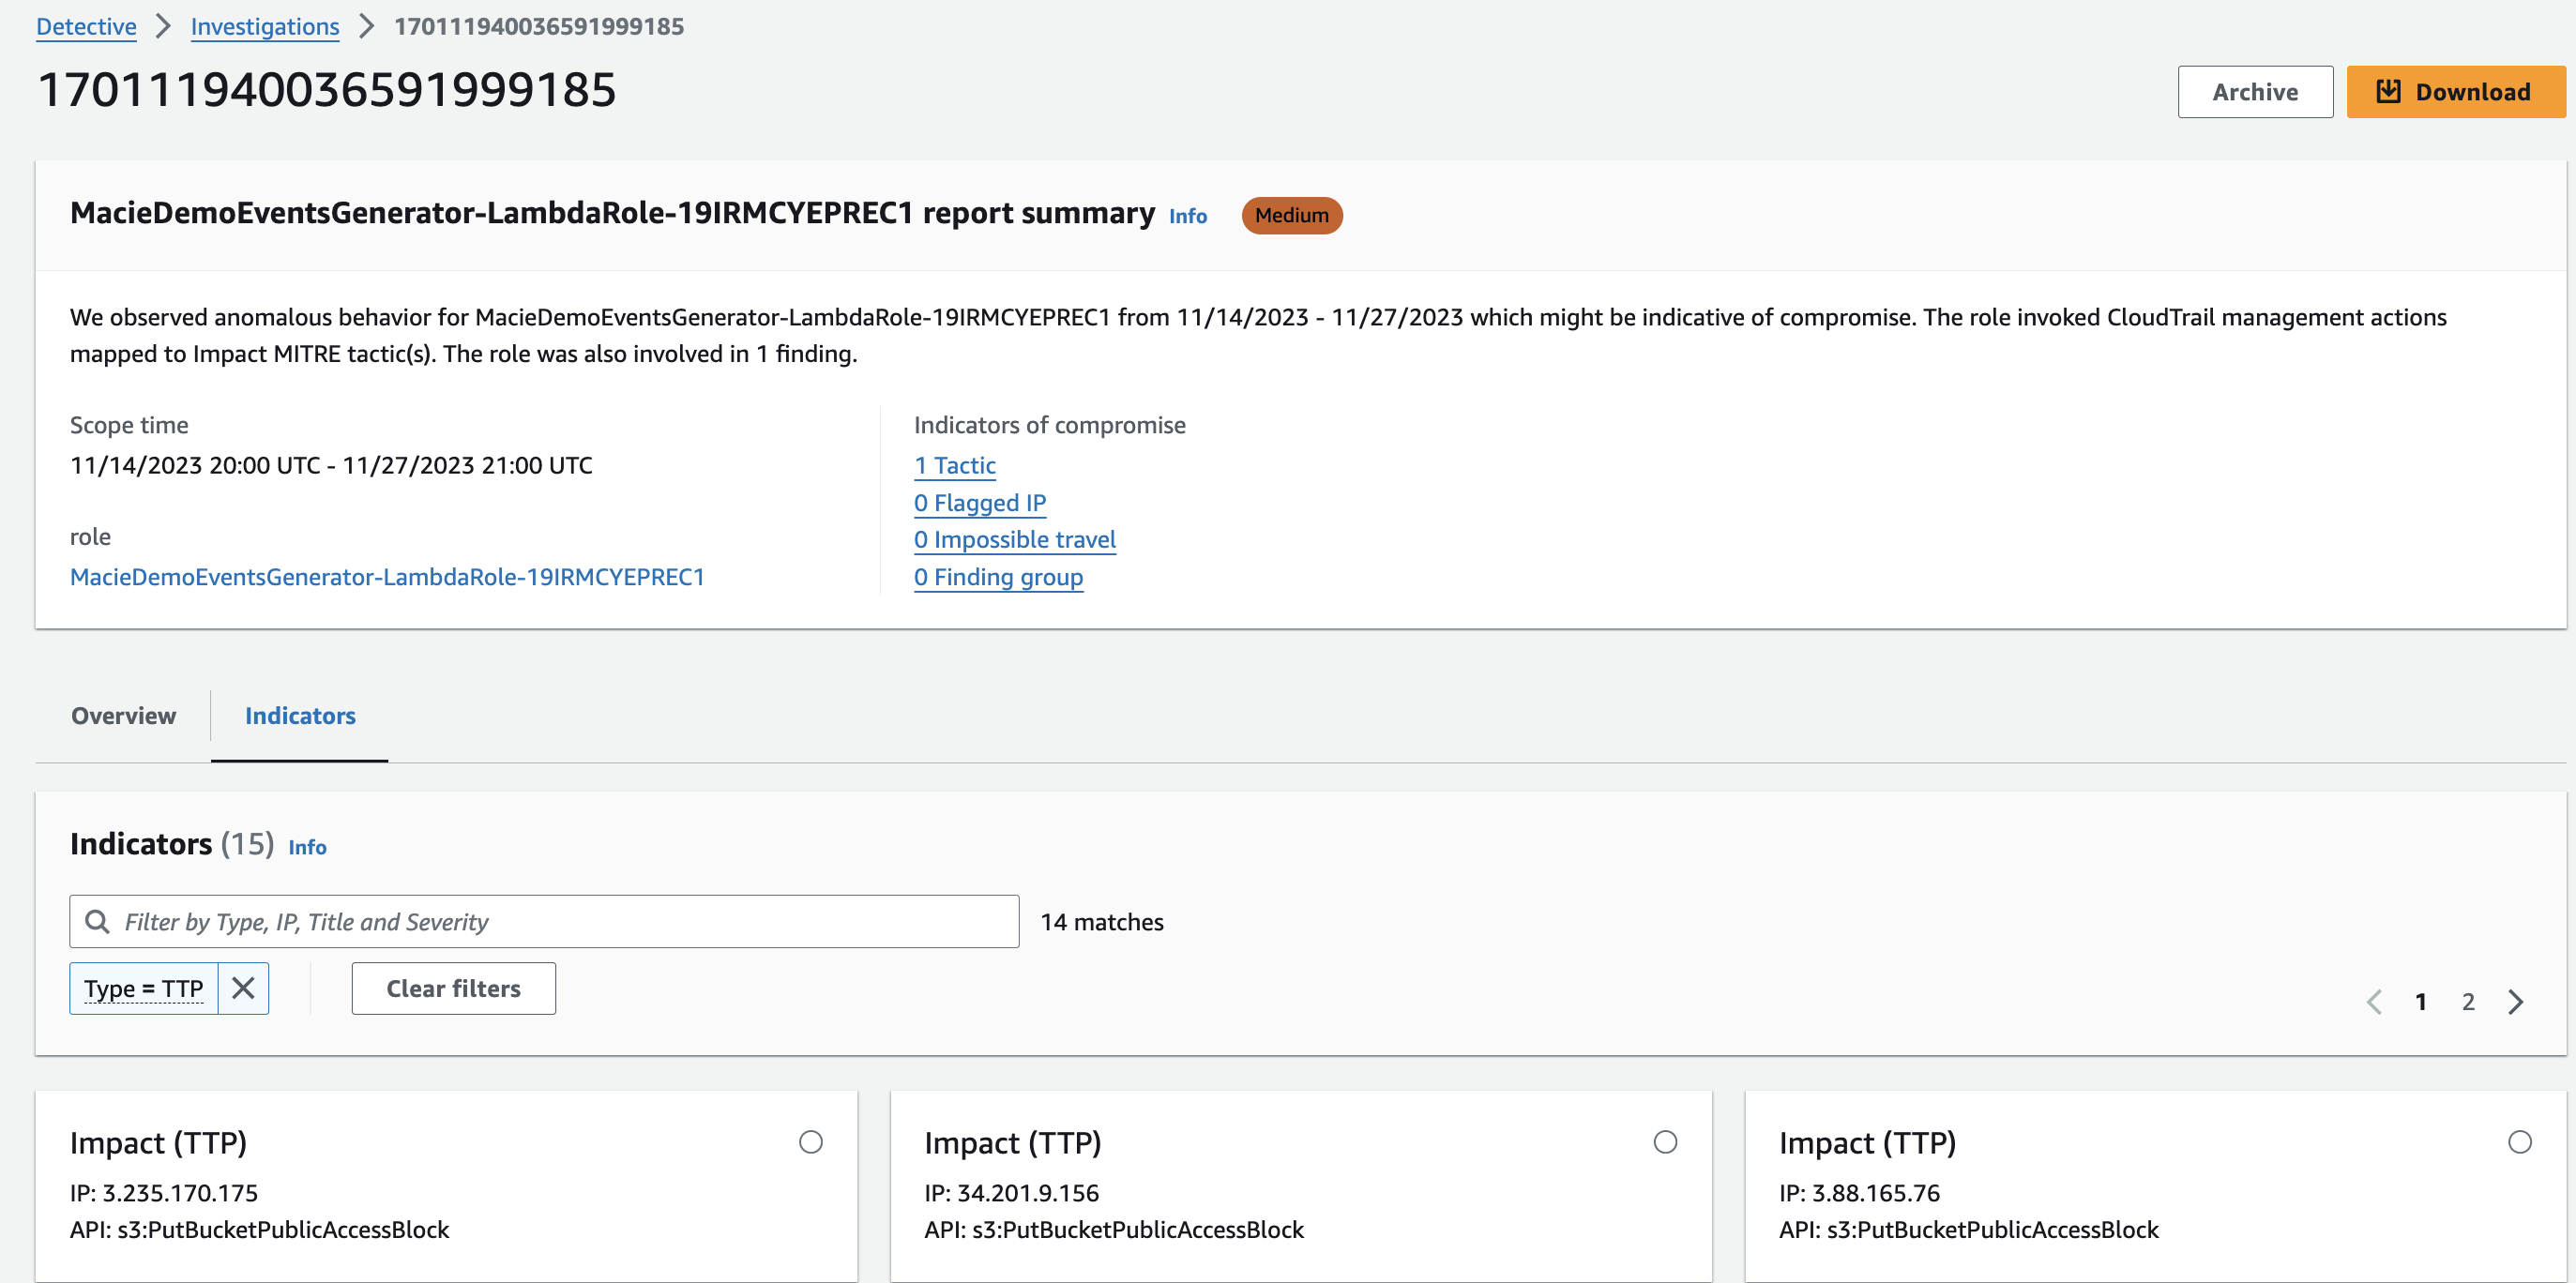 Detective > Investigations > 170111940036591999185
170111940036591999185
Archive
Download
MacieDemoEventsGenerator-LambdaRole-19IRMCYEPREC1 report summary Info Medium
We observed anomalous behavior for MacieDemoEventsGenerator-LambdaRole-19IRMCYEPREC1 from 11/14/2023 - 11/27/2023 which might be indicative of compromise. The role invoked CloudTrail management actions
mapped to Impact MITRE tactic(s). The role was also involved in 1 finding.
Scope time
11/14/2023 20:00 UTC - 11/27/2023 21:00 UTC
role
MacieDemoEventsGenerator-LambdaRole-19IRMCYEPREC1
Indicators of compromise
1 Tactic
0 Flagged IP
0 Impossible travel
0 Finding group
Overview
Indicators
Indicators (15) Info
Filter by Type, IP, Title and Severity
14 matches
Type = TTP
Clear filters
1 2
Impact (TTP)
IP: 3.235.170.175
API: s3:PutBucketPublicAccessBlock
Impact (TTP)
IP: 34.201.9.156
API: s3:PutBucketPublicAccessBlock
Impact (TTP)
IP: 3.88.165.76
API: s3:PutBucketPublicAccessBlock